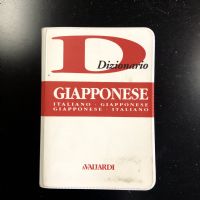 D
Dizionario
GIAPPONESE
ITALIANO · GIAPPONESE
GIAPPONESE · ITALIANO
A.VALLARDI